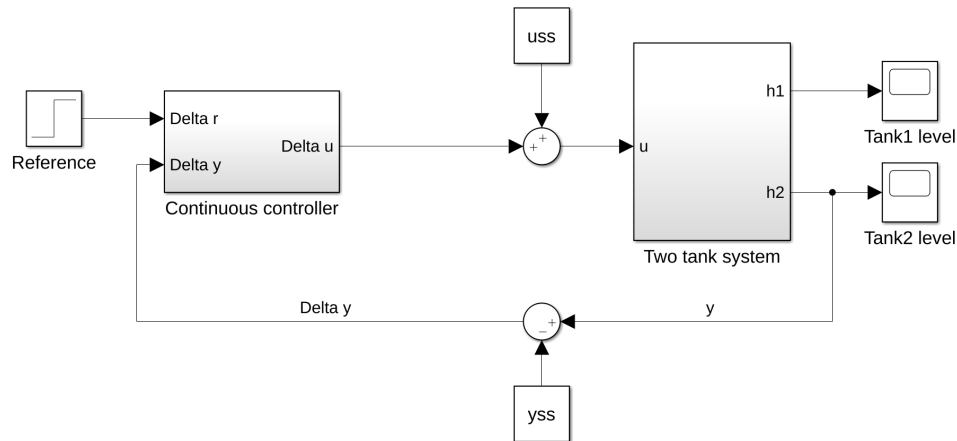 uss
h1
Delta r
Tank1 level
Reference
Delta u
u
Delta y
h2
Continuous controller
Tank2 level
Two tank system
Delta y
y
yss